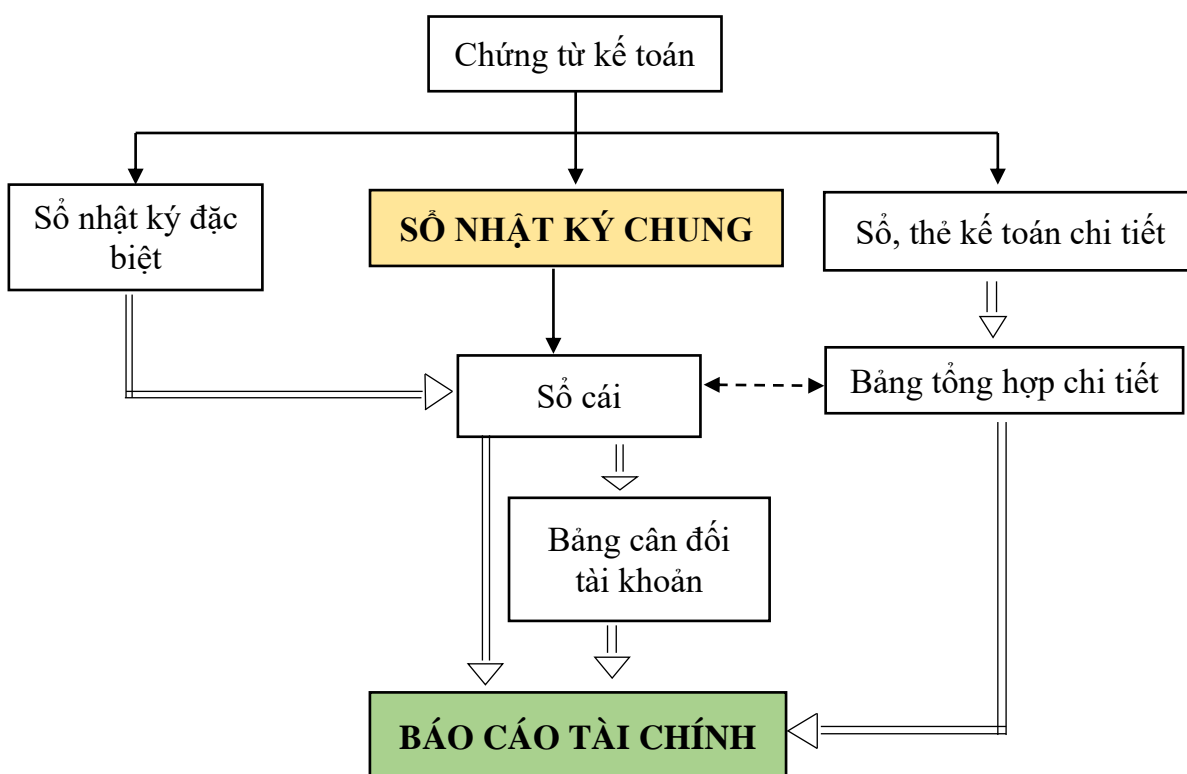 Chứng từ kế toán
Sổ nhật ký đặc
biệt
SỔ NHẬT KÝ CHUNG
Sổ, thẻ kế toán chi tiết
Sổ cái
Bảng tổng hợp chi tiết
Bảng cân đối
tài khoản
BÁO CÁO TÀI CHÍNH